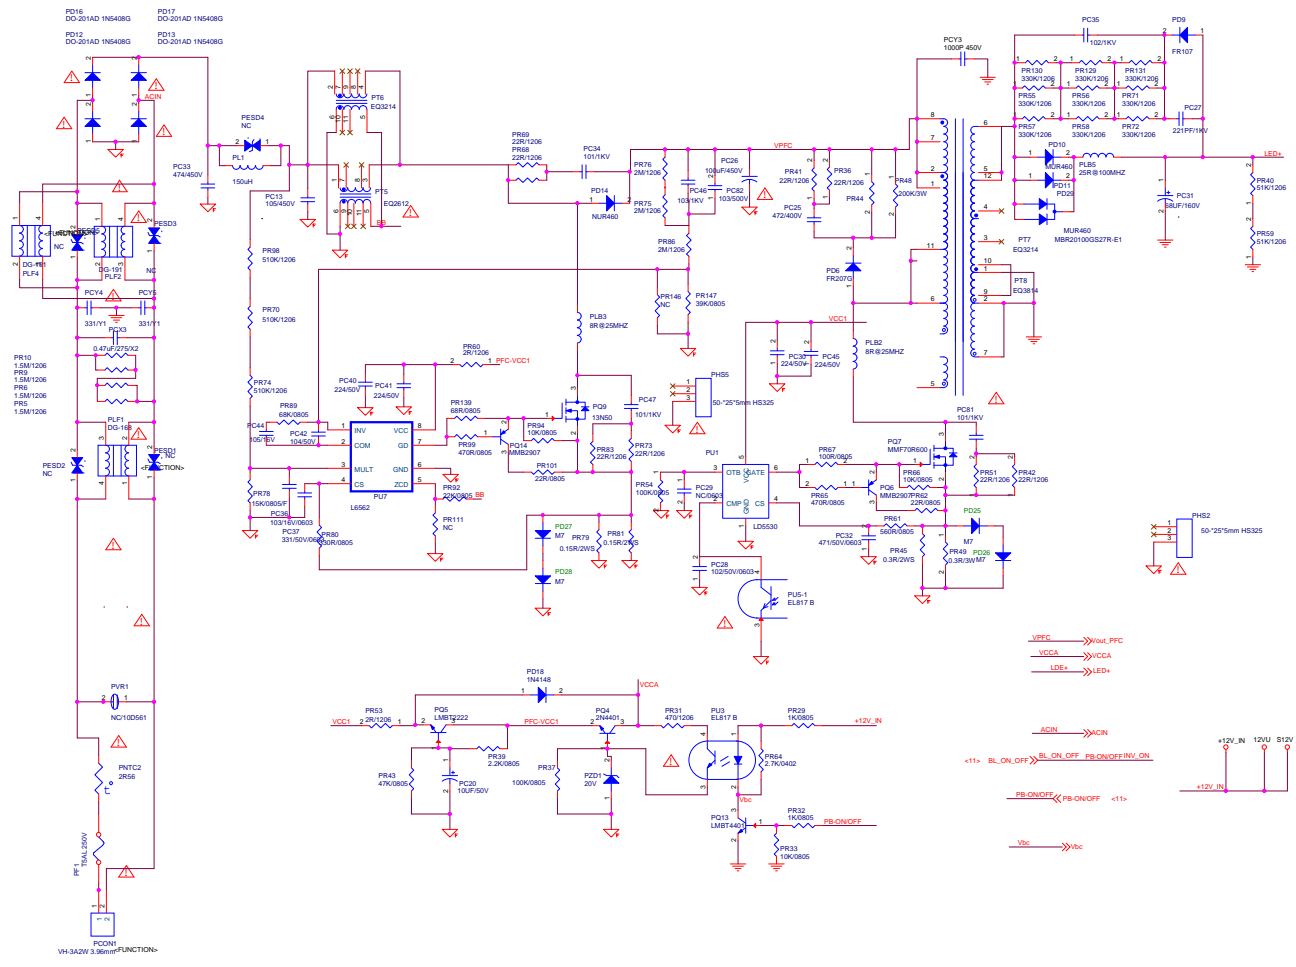 PD16
DO-201AD 1N5408G
PD17
DO-201AD 1N5408G
PD12
DO-201AD 1N5408G
PD13
DO-201AD 1N5408G
ACIN
PESD4
NC
PL1
150uH
PC33
474/450V
PT6
EQ3214
PC13
105/450V
PT5
EQ2612
BB
PR69
22R/1206
PR68
22R/1206
PC34
101/1KV
PD14
NUR460
PR76
2M/1206
PR75
2M/1206
PC46
103/1KV
PC26
100uF/450V
PC82
103/500V
VPFC
PR41
22R/1206
PR36
22R/1206
PC25
472/400V
PR44
PR48
200K/3W
PCY3
1000P 450V
PC35
102/1KV
PD9
FR107
PR130
330K/1206
PR129
330K/1206
PR131
330K/1206
PR55
330K/1206
PR56
330K/1206
PR71
330K/1206
PR57
330K/1206
PR58
330K/1206
PR72
330K/1206
PC27
221PF/1KV
PD10
MUR460
PD11
PD29
PLB5
25R@100MHZ
LED+
PC31
68UF/160V
PR40
51K/1206
PR59
51K/1206
MUR460
MBR20100GS27R-E1
PT7
EQ3214
PT8
EQ3814
PD6
FR207G
PR86
2M/1206
PR146
NC
PR147
39K/0805
PLB3
8R@25MHZ
PLB2
8R@25MHZ
VCC1
PC30
224/50V
PC45
224/50V
PESD3
NC
DG-191
PLF2
PLF4
PCY4
331/Y1
PCY5
331/Y1
PCX3
0.47uF/275/X2
PR10
1.5M/1206
PR9
1.5M/1206
PR6
1.5M/1206
PR5
1.5M/1206
PLF1
DG-168
PESD2
NC
PESD1
NC
<FUNCTION>
PR98
510K/1206
PR70
510K/1206
PR74
510K/1206
PR89
68K/0805
PC44
105/16V
PC42
104/50V
PR78
15K/0805/F
PC36
103/16V/0603
PC37
331/50V/0603
PR80
PC40
224/50V
PC41
224/50V
PR60
2R/1206
PFC-VCC1
INV
COM
MULT
CS
VCC
GD
GND
ZCD
PU7
L6562
PR139
68R/0805
PR99
470R/0805
PQ14
MMB2907
PR94
10K/0805
PR101
22R/0805
PR92
22K/0805
BB
PR111
NC
PQ9
13N50
PC47
101/1KV
PR83
22R/1206
PR73
22R/1206
PD27
M7
PD28
M7
PR79
0.15R/2WS
PR81
0.15R/2WS
PHS5
50-*25*5mm HS325
PU1
OTB
VCC
GATE
CMP
GND
CS
LD5530
PR54
100K/0805
PC29
NC/0603
PC28
102/50V/0603
PU5-1
EL817 B
PR67
100R/0805
PR65
470R/0805
PQ6
MMB2907
PQ7
MMF70R600
PR66
10K/0805
PR62
22R/0805
PC81
101/1KV
PR51
22R/1206
PR42
22R/1206
PR61
560R/0805
PC32
471/50V/0603
PR45
0.3R/2WS
PR49
0.3R/3W
PD25
M7
PD26
M7
PHS2
50-*25*5mm HS325
VPFC
Vout_PFC
VCCA
VCCA
LDE+
LED+
ACIN
ACIN
<11>
BL_ON_OFF
BL_ON_OFF
PB-ON/OFF
INV_ON
PB-ON/OFF
PB-ON/OFF
<11>
Vbc
Vbc
+12V_IN
12VU
S12V
+12V_IN
PD18
1N4148
VCCA
VCC1
PR53
2R/1206
PQ5
LMBT2222
PFC-VCC1
PQ4
2N4401
PR31
470/1206
PU3
EL817 B
PR29
1K/0805
+12V_IN
PR43
47K/0805
PC20
10UF/50V
PR39
2.2K/0805
PR37
100K/0805
PZD1
20V
PR64
2.7K/0402
Vbc
PQ13
LMBT4401
PR32
1K/0805
PB-ON/OFF
PR33
10K/0805
PVR1
NC/10D561
PNTC2
2R56
t
PF1
T5AL 250V
PCON1
VH-3A2W 3.96mm
<FUNCTION>